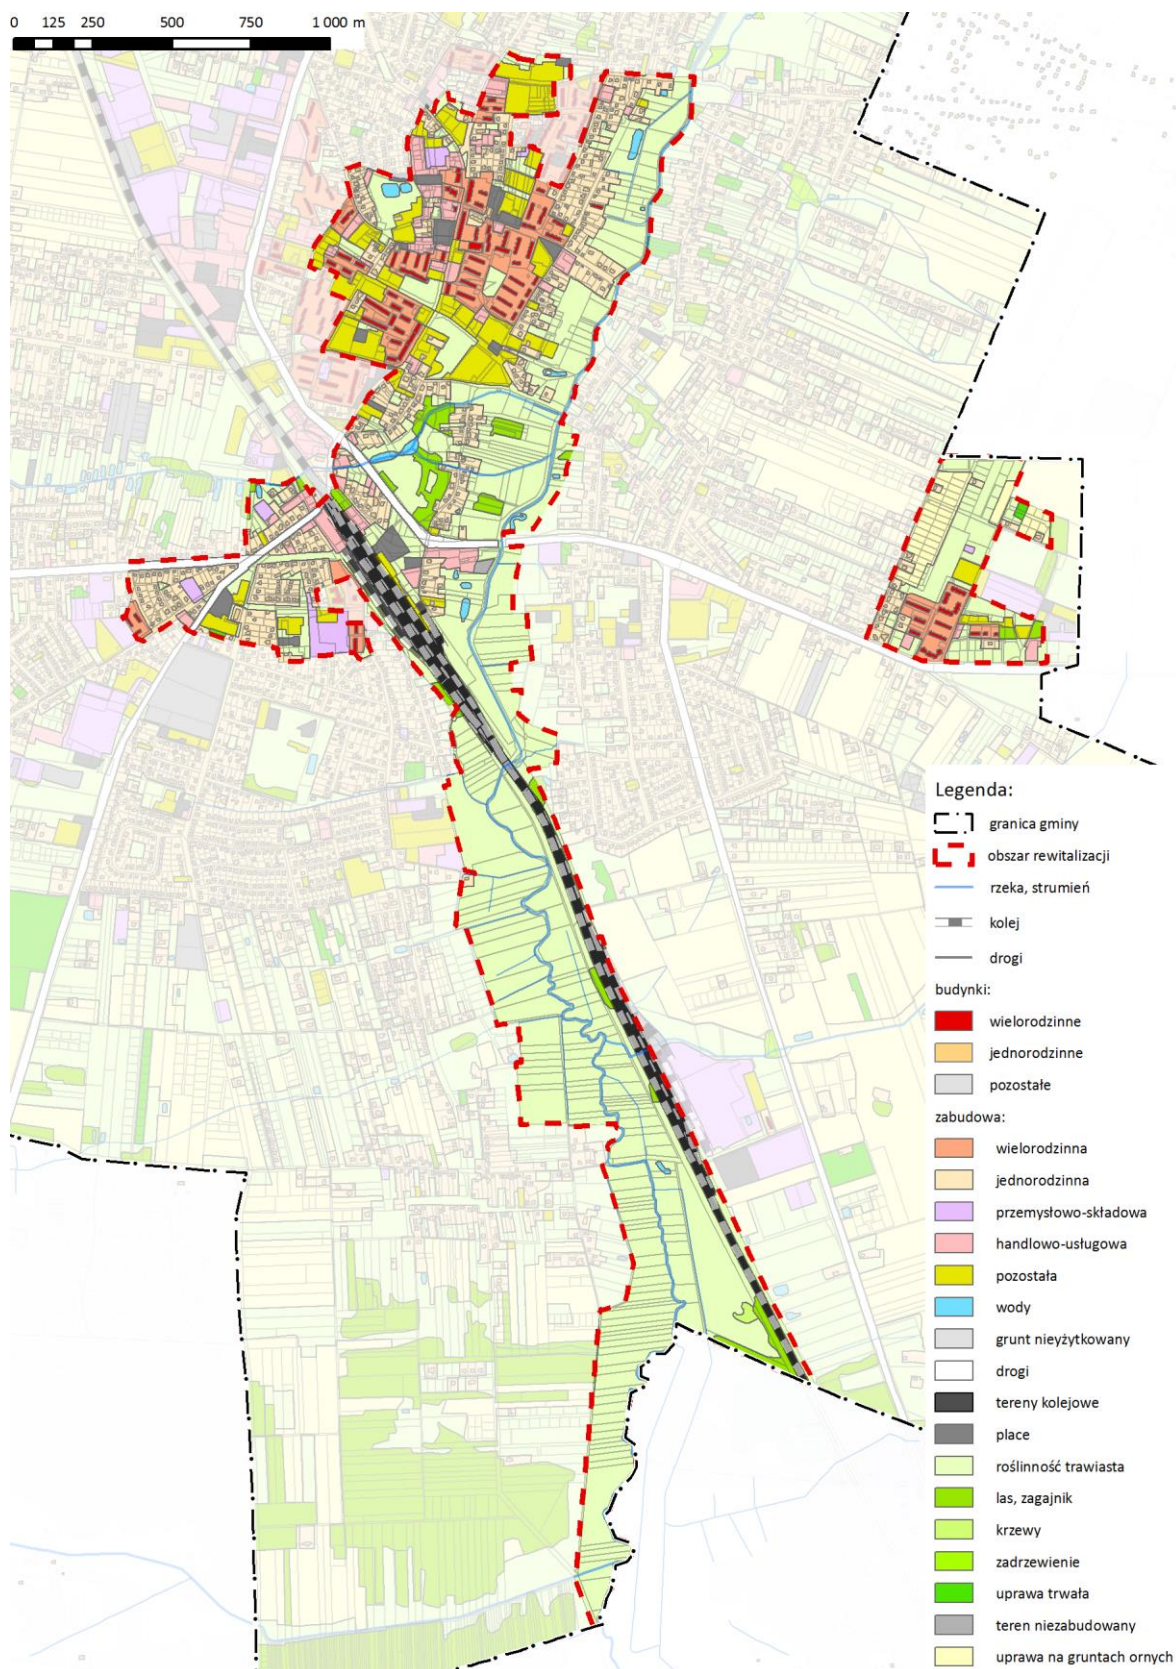 0 125 250 500 750 1 000 m
Legenda:
granica gminy
obszar rewitalizacji
rzeka, strumień
kolej
drogi
budynki:
wielorodzinne
jednorodzinne
pozostałe
zabudowa:
wielorodzinna
jednorodzinna
przemysłowo-składowa
handlowo-usługowa
pozostała
wody
grunt nieyżytkowany
drogi
tereny kolejowe
place
roślinność trawiasta
las, zagajnik
krzewy
zadrzewienie
uprawa trwała
teren niezabudowany
uprawa na gruntach ornych